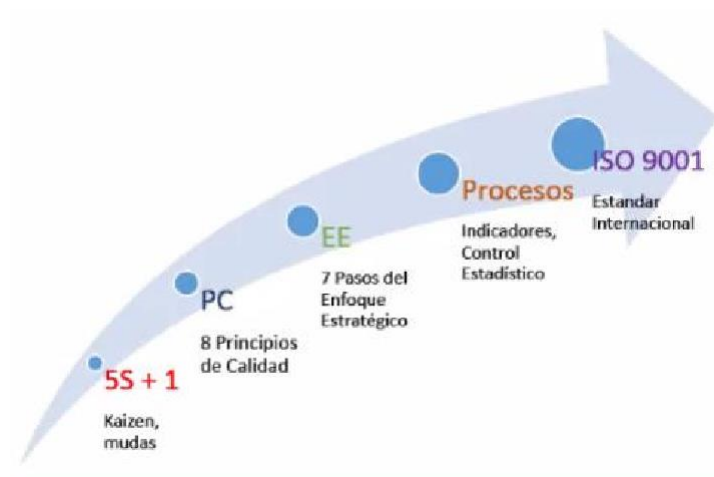 5S + 1
Kaizen,
mudas
PC
8 Principios
de Calidad
EE
7 Pasos del
Enfoque
Estratégico
Procesos
Indicadores,
Control
Estadístico
ISO 9001
Estandar
Internacional